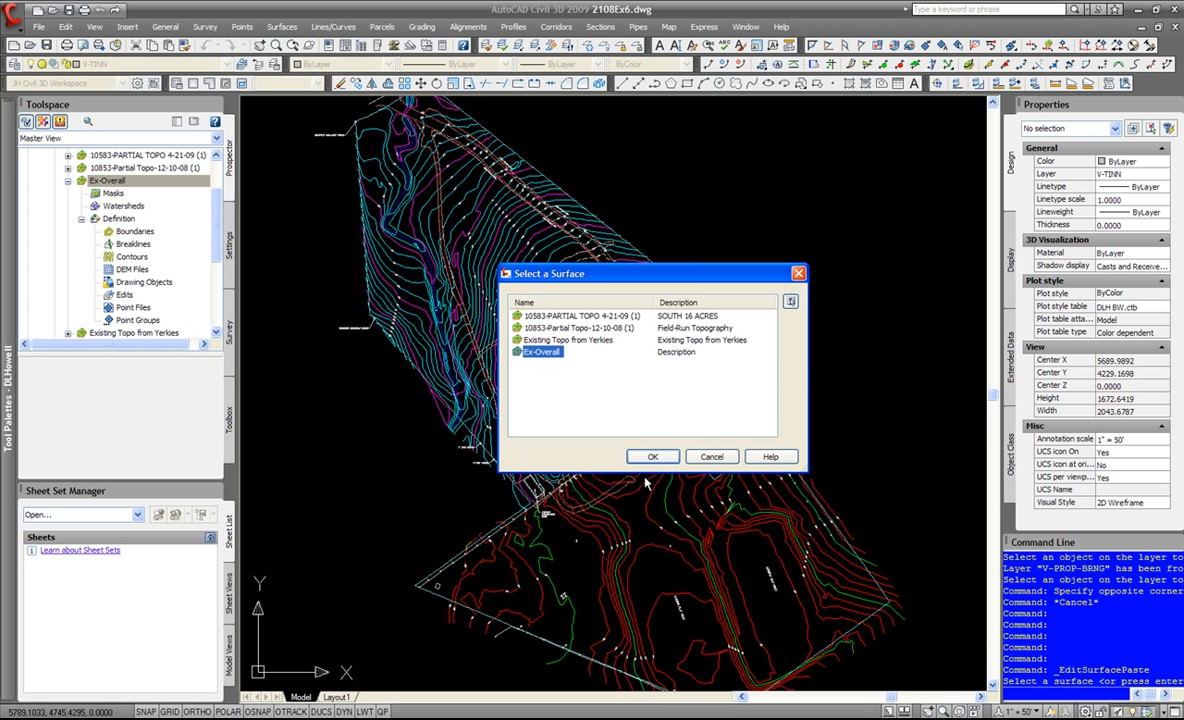 AutoCAD Civil 3D 2009 2108Ex6.dwg
Type a keyword or phrase
File Edit View Insert General Survey Points Surfaces Lines/Curves Parcels Grading Alignments Profiles Corridors Sections Pipes Map Express Window Help
V-TINN
ByLayer
ByLayer
ByLayer
ByColor
JH Civil 3D Workspace
Toolspace
Master View
10583-PARTIAL TOPO 4-21-09 (1)
10853-Partial Topo-12-10-08 (1)
Ex-Overall
Masks
Watersheds
Definition
Boundaries
Breaklines
Contours
DEM Files
Drawing Objects
Edits
Point Files
Point Groups
Existing Topo from Yerkies
Prospector
Settings
Survey
Toolbox
Tool Palettes - DLHowell
Sheet Set Manager
Open...
Sheets
Learn about Sheet Sets
Sheet List
Sheet Views
Model Views
Select a Surface
Name Description
10583-PARTIAL TOPO 4-21-09 (1) SOUTH 16 ACRES
10853-Partial Topo-12-10-08 (1) Field-Run Topography
Existing Topo from Yerkies Existing Topo from Yerkies
Ex-Overall Description
OK Cancel Help
Y
X
Model Layout1
Properties
No selection
General
Color ByLayer
Layer V-TINN
Linetype ByLayer
Linetype scale 1.0000
Lineweight ByLayer
Thickness 0.0000
3D Visualization
Material ByLayer
Shadow display Casts and Receive...
Plot style
Plot style ByColor
Plot style table DLH BW.ctb
Plot table atta... Model
Plot table type Color dependent
View
Center X 5689.9892
Center Y 4229.1698
Center Z 0.0000
Height 1672.6419
Width 2043.6787
Misc
Annotation scale 1" = 50'
UCS icon On Yes
UCS icon at ori... No
UCS per viewp... Yes
UCS Name
Visual Style 2D Wireframe
Design
Display
Extended Data
Object Class
Command Line
Select an object on the layer to
Layer "V-PROP-BRNG" has been fro
Select an object on the layer to
Command: Specify opposite corner
Command: *Cancel*
Command:
Command:
Command:
Command:
Command: _EditSurfacePaste
Select a surface <or press enter
5789.1033, 4745.4295, 0.0000 SNAP GRID ORTHO POLAR OSNAP OTRACK DUCS DYN LWT QP
1" = 50'